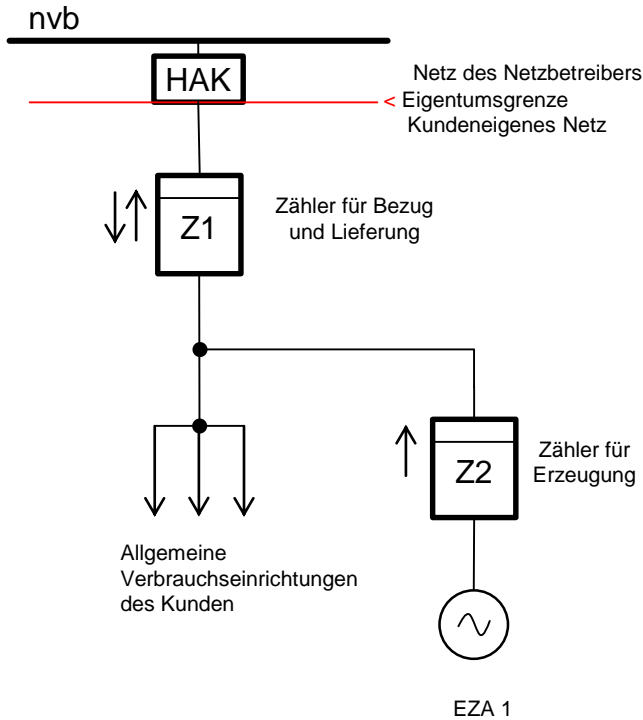 nvb
HAK
Netz des Netzbetreibers
< Eigentumsgrenze
Kundeneigenes Netz
Z1
Zähler für Bezug
und Lieferung
Z2
Zähler für
Erzeugung
Allgemeine
Verbrauchseinrichtungen
des Kunden
EZA 1